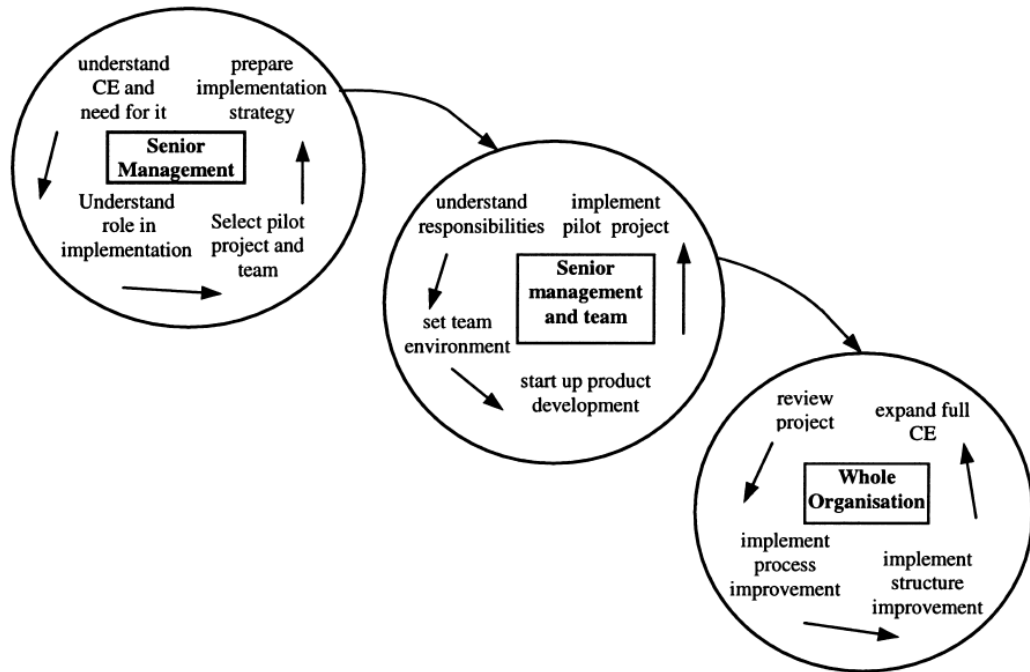 understand
CE and
need for it
prepare
implementation
strategy
Senior
Management
Understand
role in
implementation
Select pilot
project and
team
understand
responsibilities
implement
pilot project
Senior
management
and team
set team
environment
start up product
development
review
project
expand full
CE
Whole
Organisation
implement
process
improvement
implement
structure
improvement